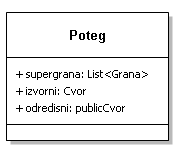 Poteg
+ supergrana: List<Grana>
+ izvorni: Cvor
+ odredisni: publicCvor